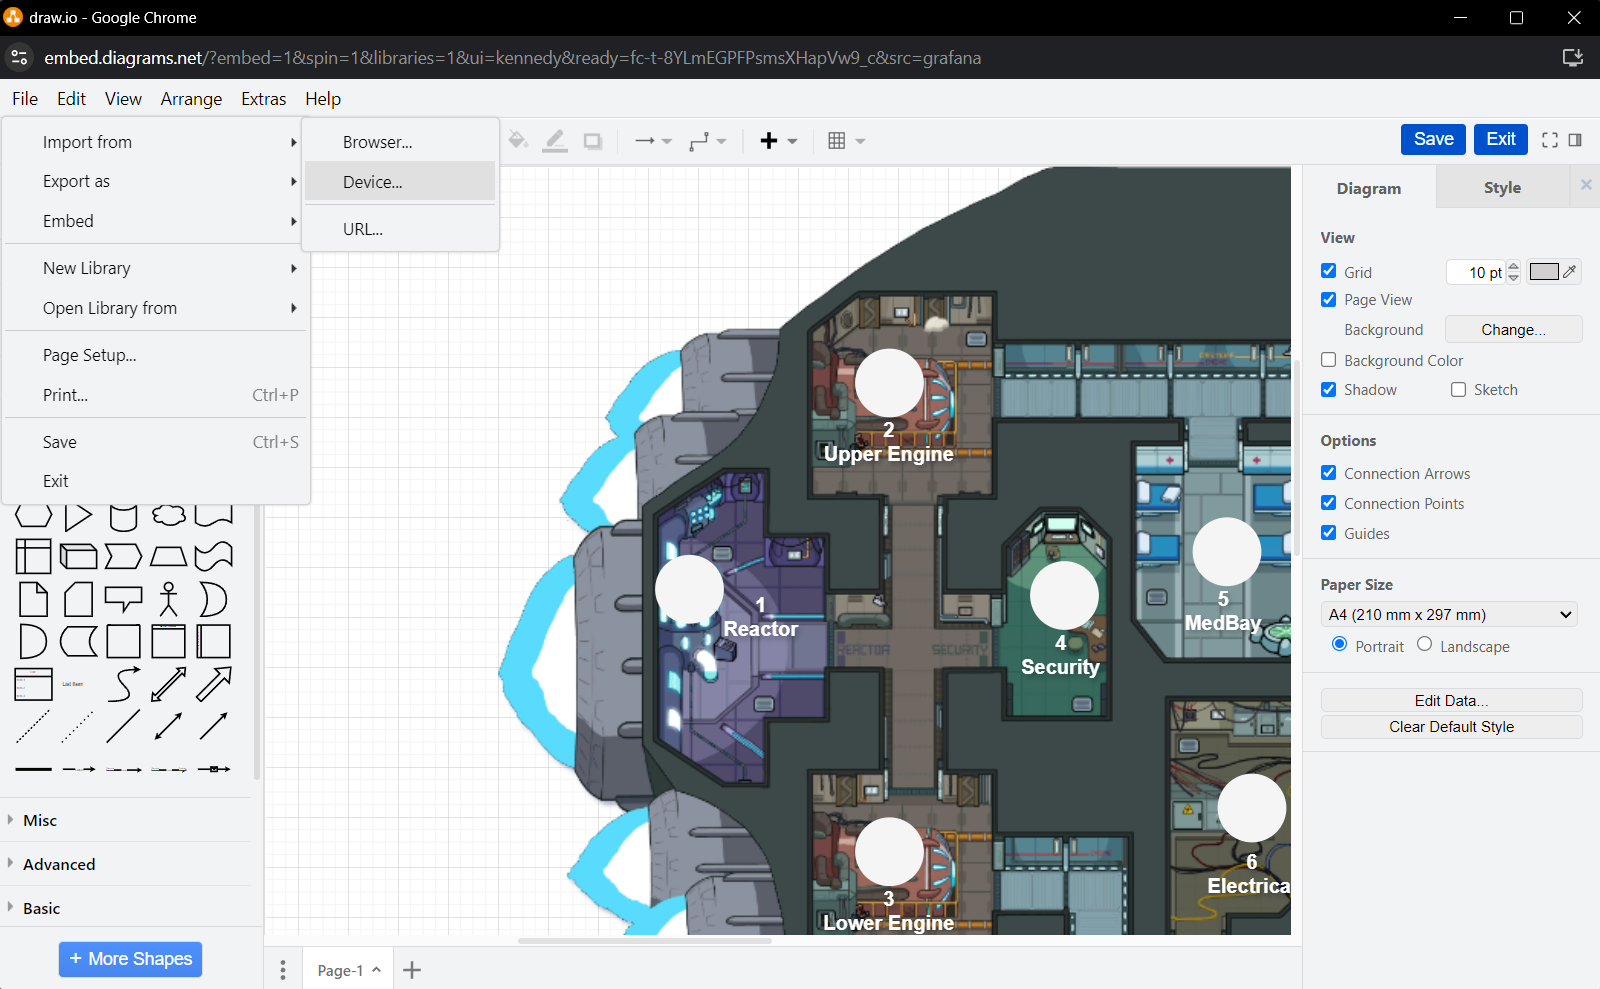 draw.io - Google Chrome
embed.diagrams.net/?embed=1&spin=1&libraries=1&ui=kennedy&ready=fc-t-8YLmEGPFPsmsXHapVw9_c&src=grafana
File Edit View Arrange Extras Help
Import from
Export as
Embed
New Library
Open Library from
Page Setup...
Print... Ctrl+P
Save Ctrl+S
Exit
Browser...
Device...
URL...
Save Exit
List Item
Misc
Advanced
Basic
+ More Shapes
2
Upper Engine
1
Reactor
REACTOR
SECURITY
4
Security
5
MedBay
6
Electrica
3
Lower Engine
Page-1
Diagram Style
View
Grid 10 pt
Page View
Background Change...
Background Color
Shadow Sketch
Options
Connection Arrows
Connection Points
Guides
Paper Size
A4 (210 mm x 297 mm)
Portrait Landscape
Edit Data...
Clear Default Style